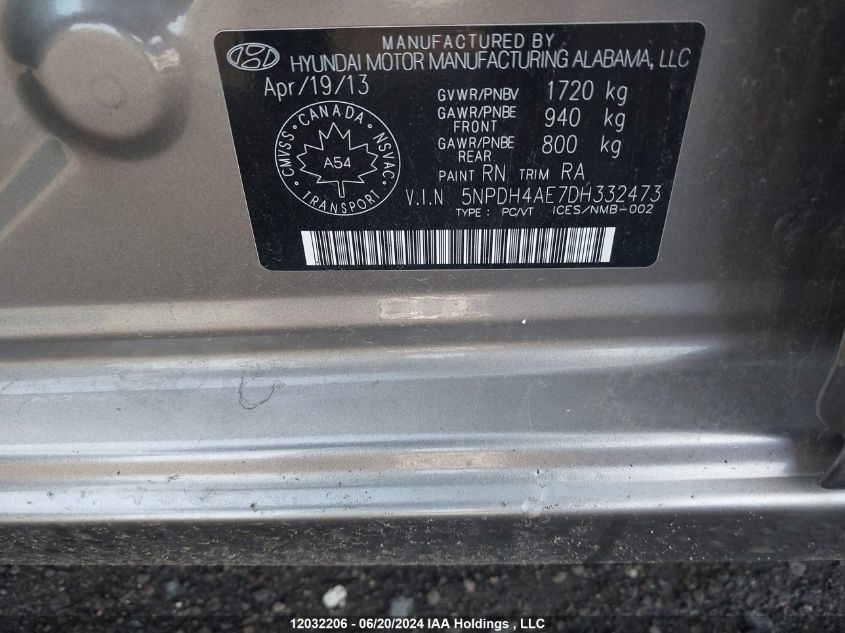 MANUFACTURED BY
HYUNDAI MOTOR MANUFACTURING ALABAMA, LLC
Apr/19/13
GVWR/PNBV 1720 kg
GAWR/PNBE FRONT 940 kg
GAWR/PNBE REAR 800 kg
PAINT RN TRIM RA
V.I.N 5NPDH4AE7DH332473
TYPE : PC/VT ICES/NMB-002
CMVSS · CANADA · NSVAC
A54
TRANSPORT
12032206 - 06/20/2024 IAA Holdings , LLC